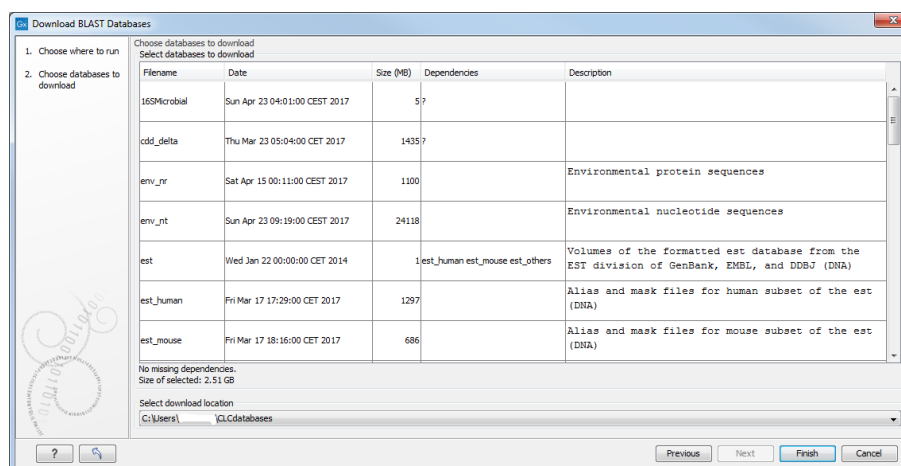 Gx Download BLAST Databases
1. Choose where to run
2. Choose databases to
download
Choose databases to download
Select databases to download
Filename Date Size (MB) Dependencies Description
16SMicrobial Sun Apr 23 04:01:00 CEST 2017 5 ?
cdd_delta Thu Mar 23 05:04:00 CET 2017 1435 ?
env_nr Sat Apr 15 00:11:00 CEST 2017 1100 Environmental protein sequences
env_nt Sun Apr 23 09:19:00 CEST 2017 24118 Environmental nucleotide sequences
est Wed Jan 22 00:00:00 CET 2014 1 est_human est_mouse est_others Volumes of the formatted est database from the
EST division of GenBank, EMBL, and DDBJ (DNA)
est_human Fri Mar 17 17:29:00 CET 2017 1297 Alias and mask files for human subset of the est
(DNA)
est_mouse Fri Mar 17 18:16:00 CET 2017 686 Alias and mask files for mouse subset of the est
(DNA)
No missing dependencies.
Size of selected: 2.51 GB
Select download location
C:\Users\ \CLCdatabases
? Previous Next Finish Cancel